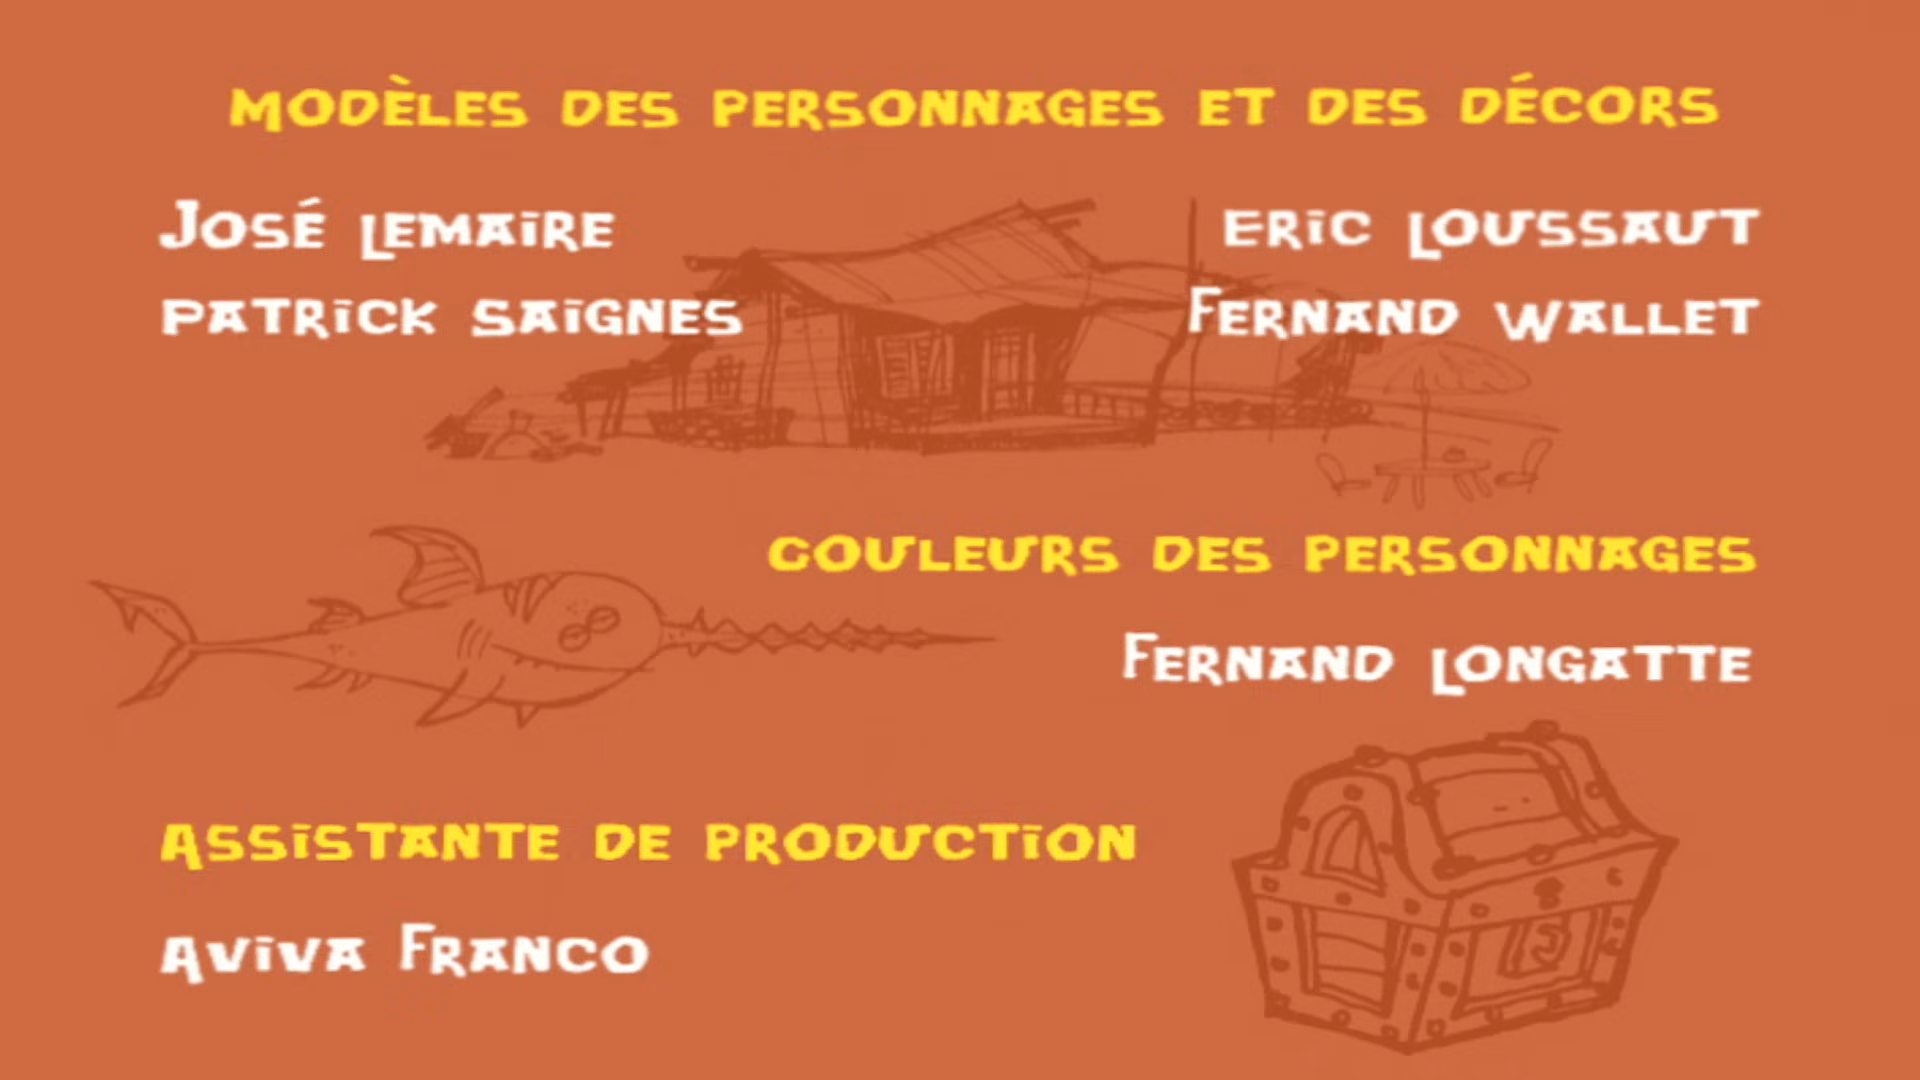 MODÈLES DES PERSONNAGES ET DES DÉCORS
JOSÉ LEMAIRE ERIC LOUSSAUT
PATRICK SAIGNES FERNAND WALLET
COULEURS DES PERSONNAGES
FERNAND LONGATTE
ASSISTANTE DE PRODUCTION
AVIVA FRANCO